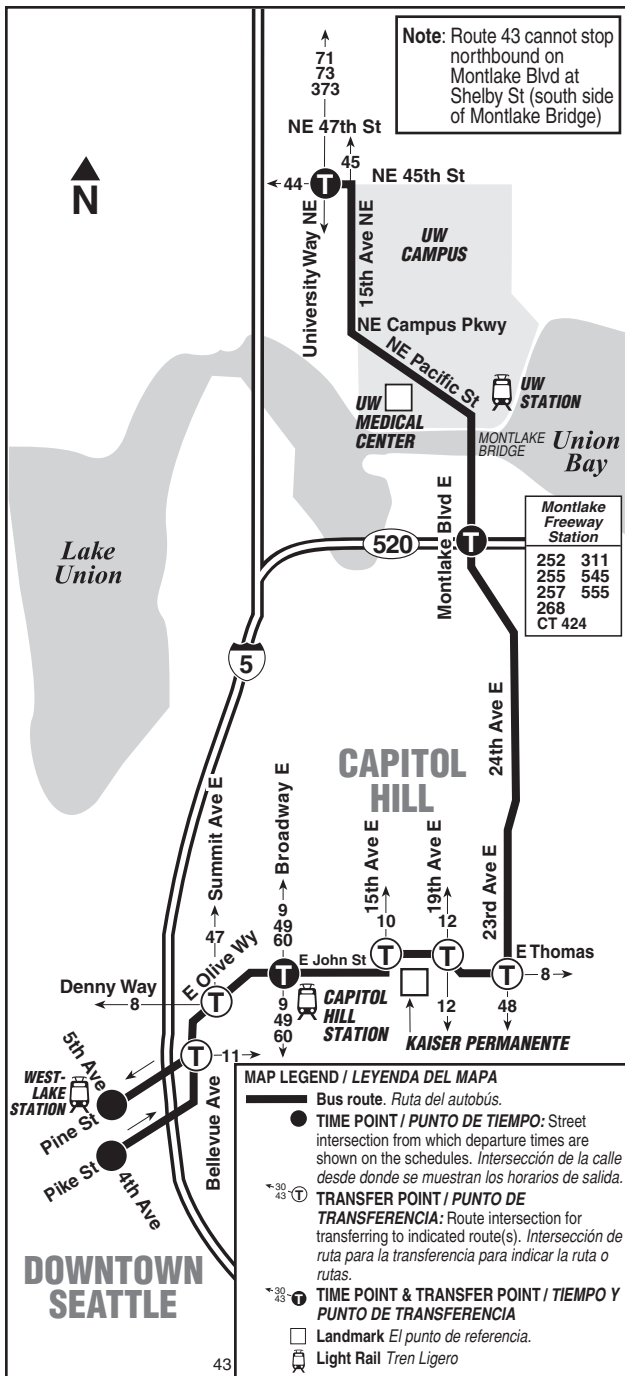 Note: Route 43 cannot stop
northbound on
Montlake Blvd at
Shelby St (south side
of Montlake Bridge)
71
73
373
NE 47th St
45
44
T
NE 45th St
N
University Way NE
15th Ave NE
UW
CAMPUS
NE Campus Pkwy
NE Pacific St
UW
MEDICAL
CENTER
UW
STATION
MONTLAKE
BRIDGE
Union
Bay
Montlake Blvd E
T
520
Montlake
Freeway
Station
252 311
255 545
257 555
268
CT 424
Lake
Union
5
24th Ave E
CAPITOL
HILL
Summit Ave E
Broadway E
15th Ave E
19th Ave E
23rd Ave E
9
49
60
10
12
47
E Olive Wy
T
E John St
T
T
E Thomas
T
8
Denny Way
8
T
9
49
60
CAPITOL
HILL
STATION
12
48
KAISER PERMANENTE
5th Ave
T
11
WEST-
LAKE
STATION
Pine St
Pike St
4th Ave
Bellevue Ave
DOWNTOWN
SEATTLE
43
MAP LEGEND / LEYENDA DEL MAPA
Bus route. Ruta del autobús.
TIME POINT / PUNTO DE TIEMPO: Street
intersection from which departure times are
shown on the schedules. Intersección de la calle
desde donde se muestran los horarios de salida.
30
43
T
TRANSFER POINT / PUNTO DE
TRANSFERENCIA: Route intersection for
transferring to indicated route(s). Intersección de
ruta para la transferencia para indicar la ruta o
rutas.
30
43
T
TIME POINT & TRANSFER POINT / TIEMPO Y
PUNTO DE TRANSFERENCIA
Landmark El punto de referencia.
Light Rail Tren Ligero